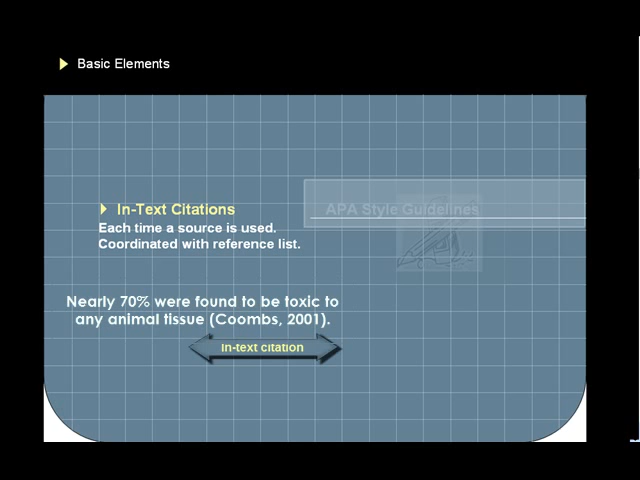 Basic Elements
In-Text Citations
APA Style Guidelines
Each time a source is used.
Coordinated with reference list.
Nearly 70% were found to be toxic to
any animal tissue (Coombs, 2001).
in-text citation